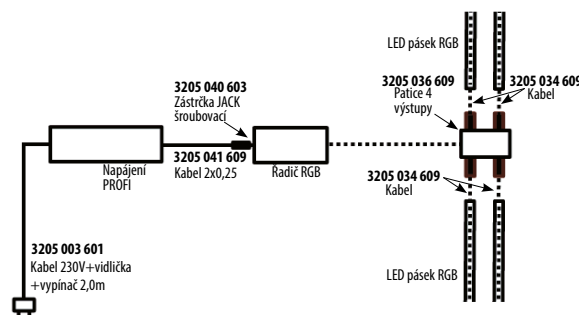 LED pásek RGB
3205 040 603
Zástrčka JACK
šroubovací
3205 036 609
Patice 4
výstupy
3205 034 609
Kabel
Napájení
PROFI
3205 041 609
Kabel 2x0,25
Řadič RGB
3205 034 609
Kabel
3205 003 601
Kabel 230V+vidlička
+vypínač 2,0m
LED pásek RGB